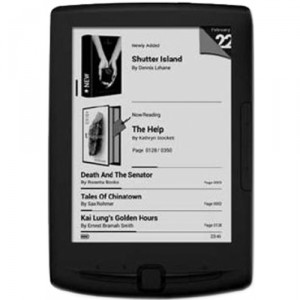 February
22
Newly Added
Shutter Island
By Dennis Lehane
NEW
Now Reading
The Help
By Kathryn Stockett
Page 0128 / 0350
Death And The Senator
By Rosetta Books
Tales Of Chinatown
By Sax Rohmer
Kai Lung's Golden Hours
By Ernest Bramah Smith